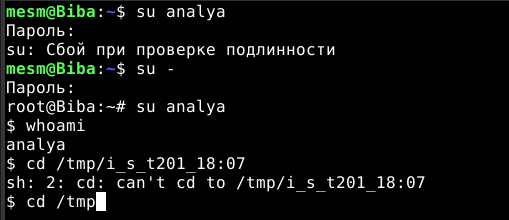 mesm@Biba:~$ su analya
Пароль:
su: Сбой при проверке подлинности
mesm@Biba:~$ su -
Пароль:
root@Biba:~# su analya
$ whoami
analya
$ cd /tmp/i_s_t201_18:07
sh: 2: cd: can't cd to /tmp/i_s_t201_18:07
$ cd /tmp